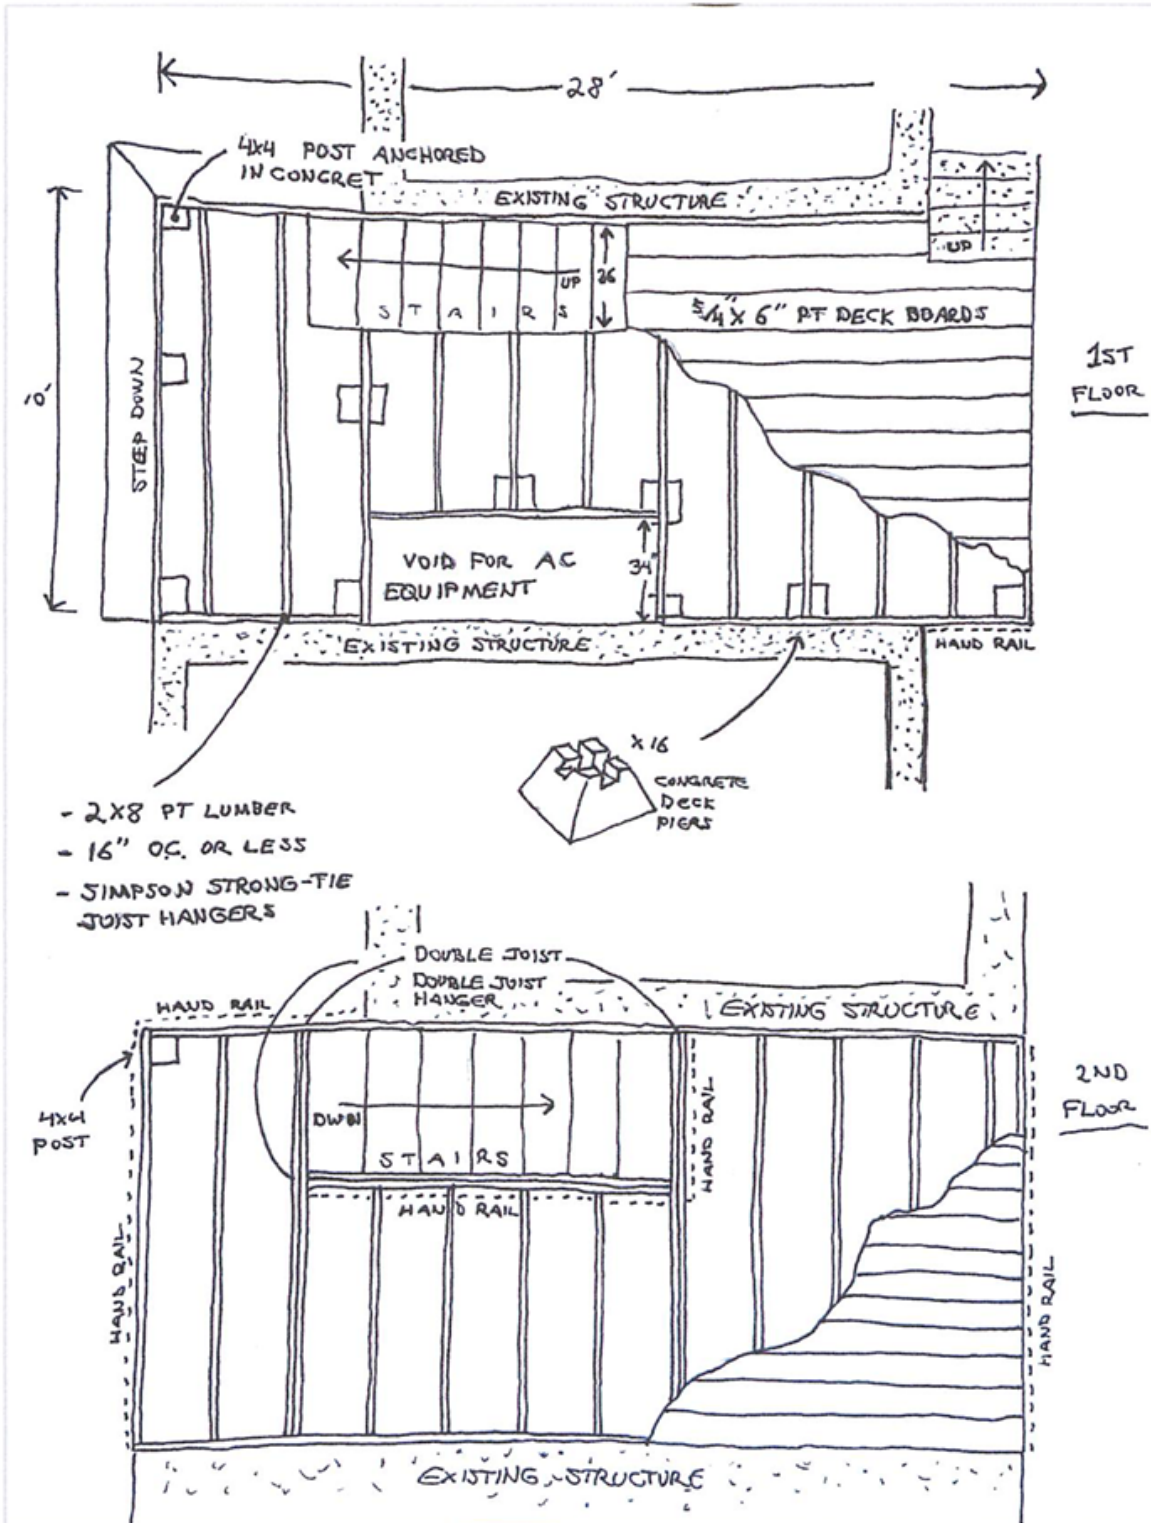 28'
4X4 POST ANCHORED
IN CONCRET
EXISTING STRUCTURE
UP
UP
26
STAIRS
5/4" X 6" PT DECK BOARDS
1ST
FLOOR
10'
STEP DOWN
VOID FOR AC
EQUIPMENT
34"
EXISTING STRUCTURE
HAND RAIL
X16
CONCRETE
DECK
PIERS
- 2X8 PT LUMBER
- 16" O.C. OR LESS
- SIMPSON STRONG-TIE
JOIST HANGERS
DOUBLE JOIST
DOUBLE JOIST
HANGER
HAND RAIL
EXISTING STRUCTURE
4X4
POST
DWN
STAIRS
HAND RAIL
HAND RAIL
2ND
FLOOR
HAND RAIL
HAND RAIL
EXISTING STRUCTURE